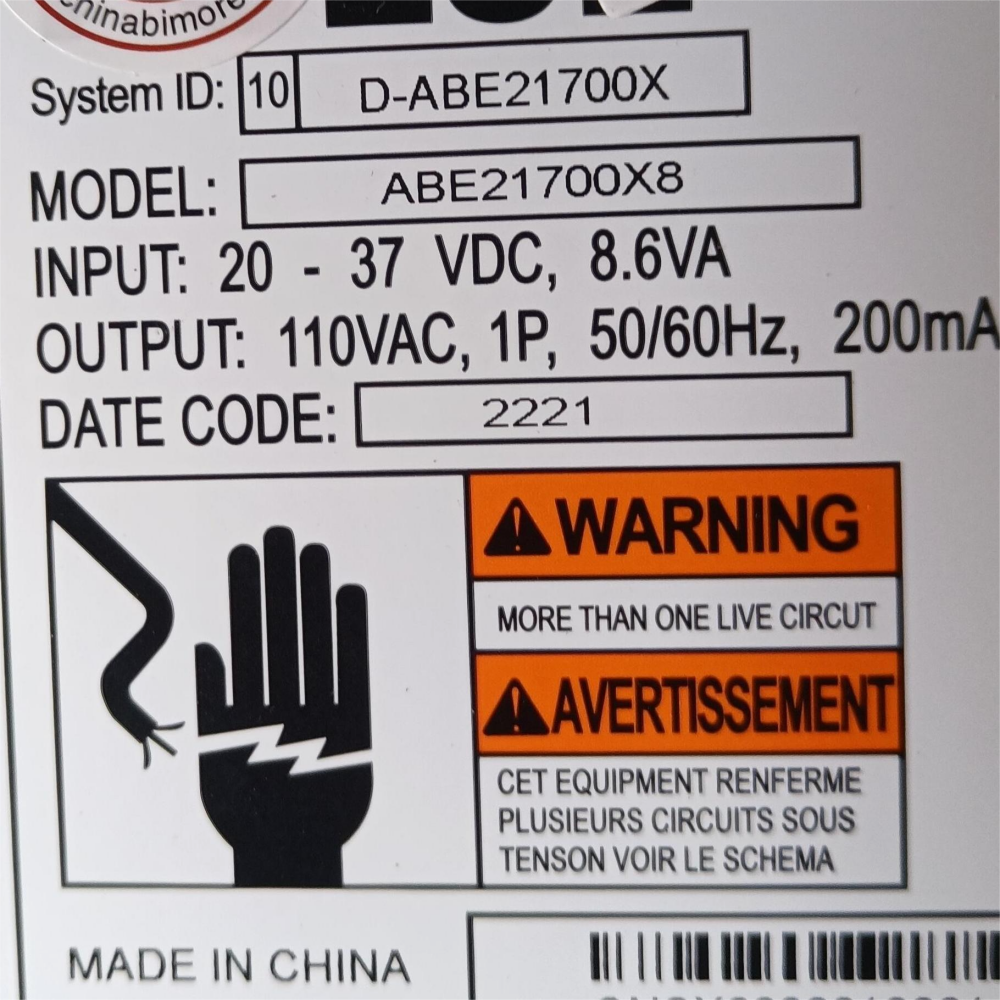 chinabimore
System ID: 10 D-ABE21700X
MODEL: ABE21700X8
INPUT: 20 - 37 VDC, 8.6VA
OUTPUT: 110VAC, 1P, 50/60Hz, 200mA
DATE CODE: 2221
WARNING
MORE THAN ONE LIVE CIRCUT
AVERTISSEMENT
CET EQUIPMENT RENFERME
PLUSIEURS CIRCUITS SOUS
TENSON VOIR LE SCHEMA
MADE IN CHINA